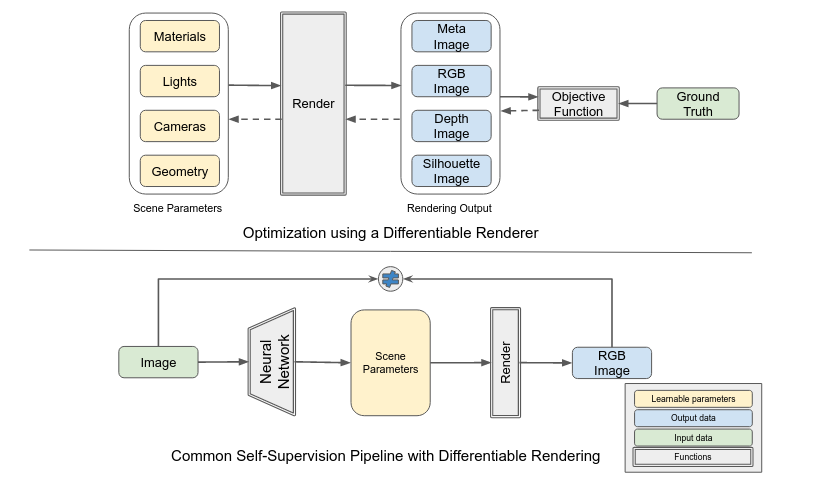 Materials
Lights
Cameras
Geometry
Scene Parameters
Render
Meta
Image
RGB
Image
Depth
Image
Silhouette
Image
Rendering Output
Objective
Function
Ground
Truth
Optimization using a Differentiable Renderer
Image
Neural
Network
Scene
Parameters
Render
RGB
Image
Learnable parameters
Output data
Input data
Functions
Common Self-Supervision Pipeline with Differentiable Rendering